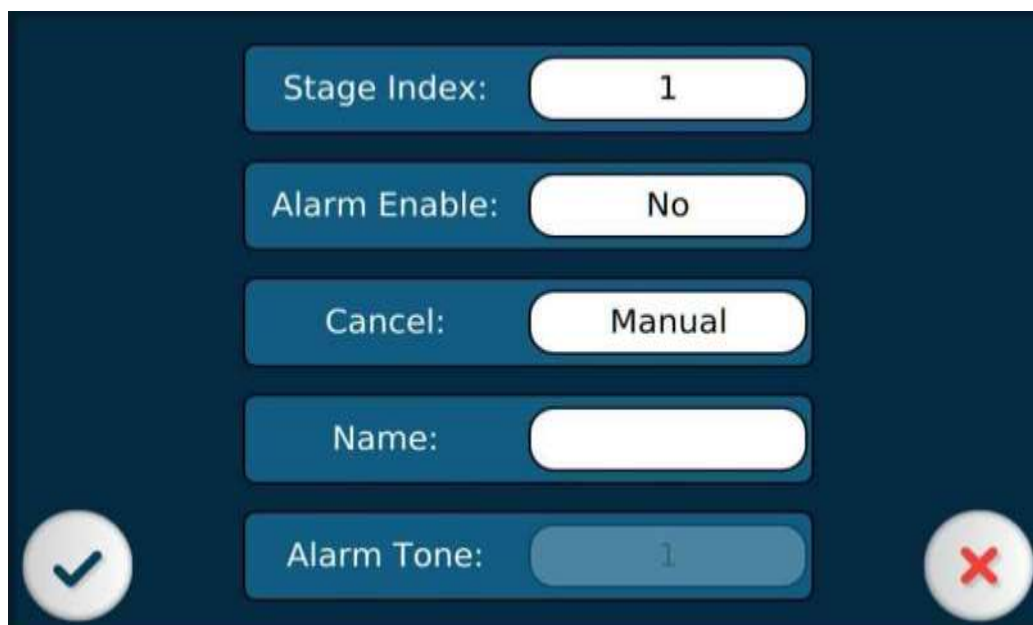 Stage Index: 1
Alarm Enable: No
Cancel: Manual
Name:
Alarm Tone: 1